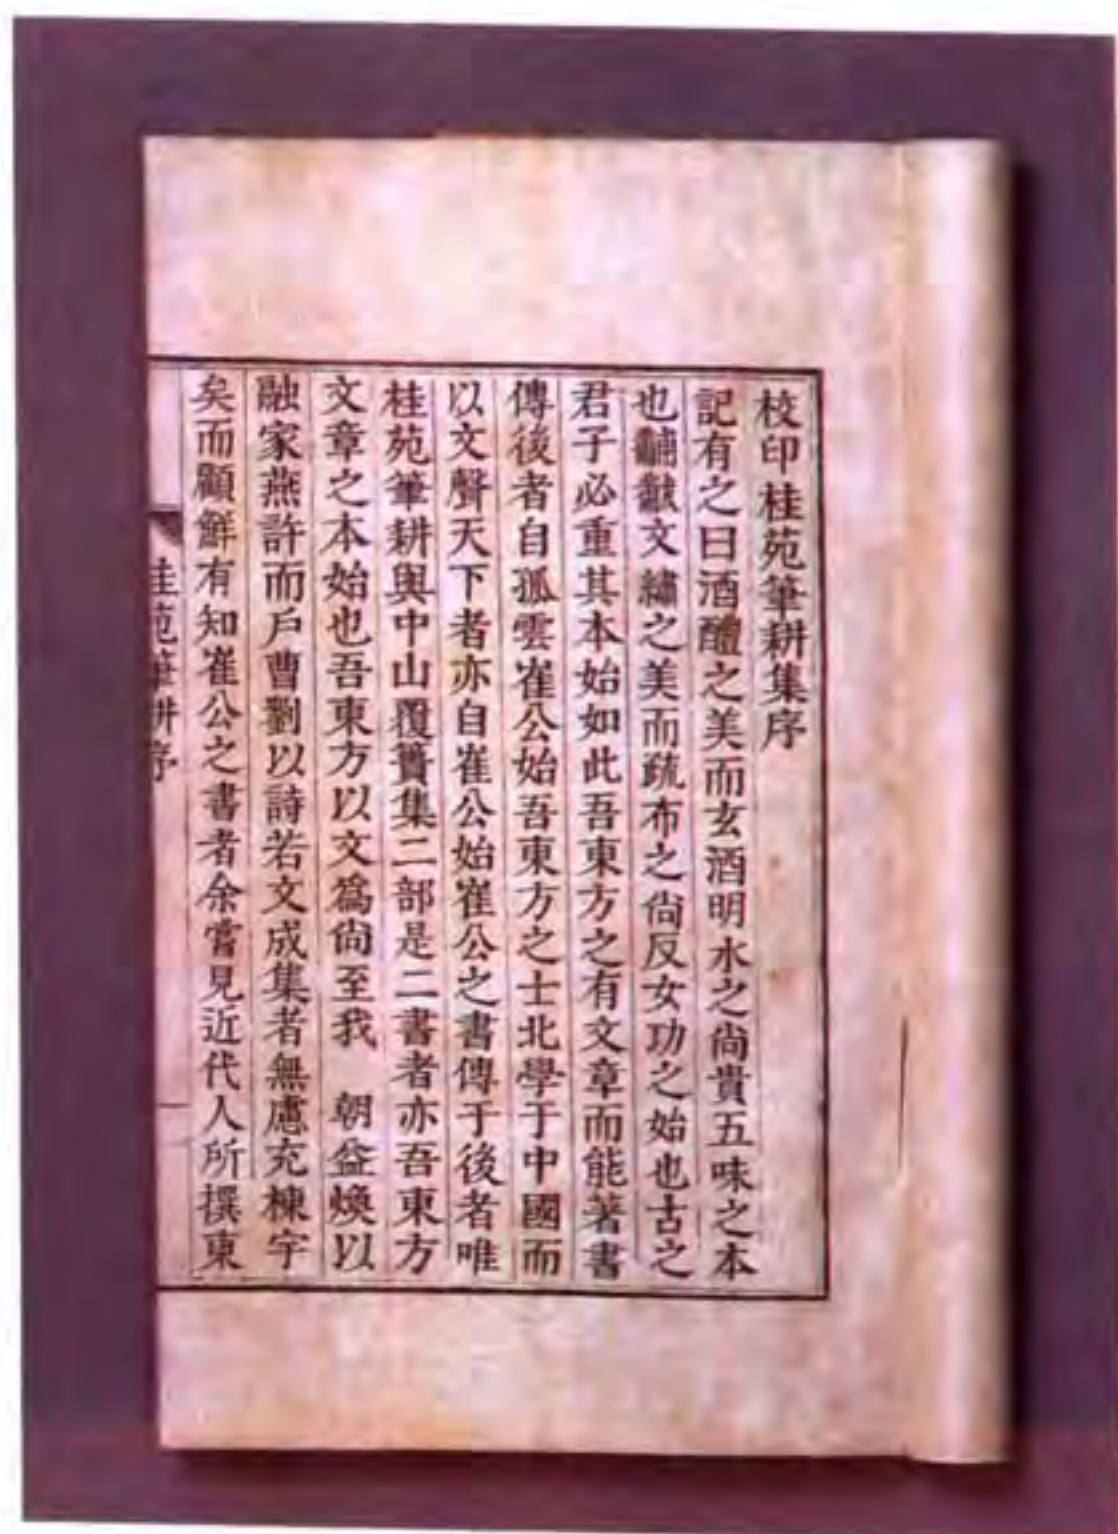 校印桂苑筆耕集序
記有之曰酒醴之美而玄酒明水之尙貴五味之本
也黼黻文繡之美而疏布之尙反女功之始也古之
君子必重其本始如此吾東方之有文章而能著書
傳後者自孤雲崔公始吾東方之士北學于中國而
以文聲天下者亦自崔公始崔公之書傳于後者唯
桂苑筆耕與中山覆簣集二部是二書者亦吾東方
文章之本始也吾東方以文爲尙至我　朝益煥以
融家燕許而戶曹劉以詩若文成集者無慮充棟宇
矣而顧鮮有知崔公之書者余嘗見近代人所撰東
桂苑筆耕序